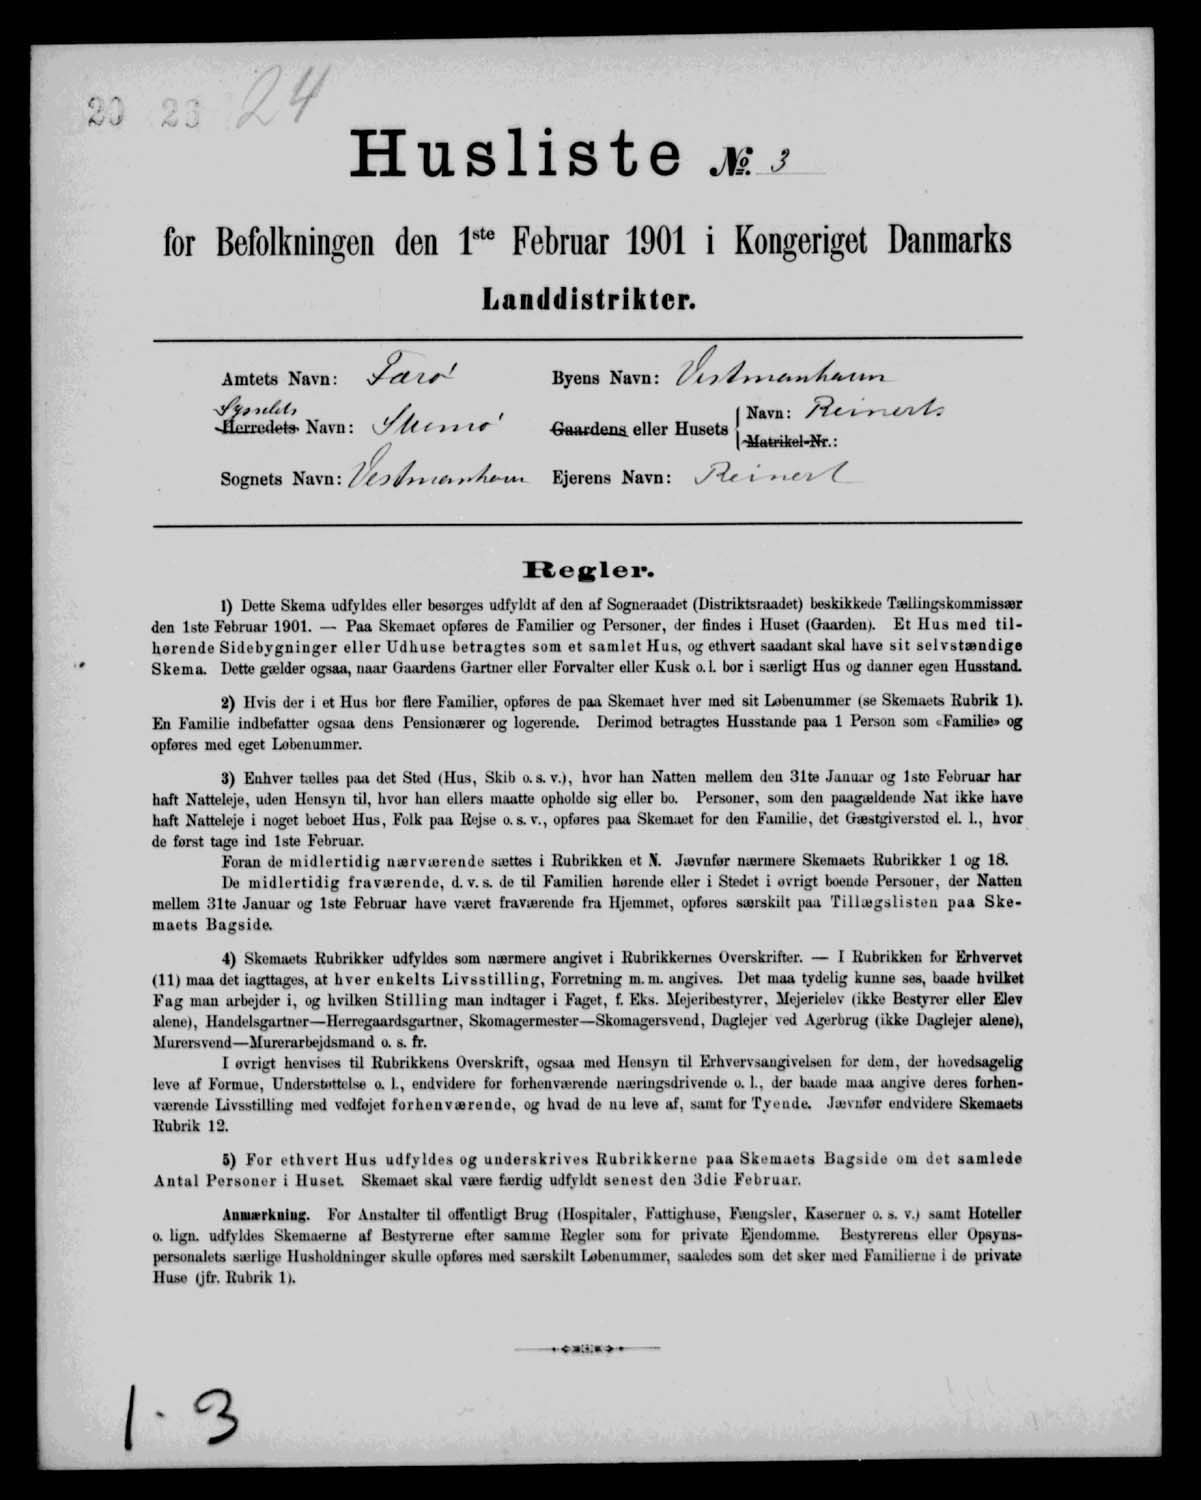 20 23 24
Husliste № 3
for Befolkningen den 1ste Februar 1901 i Kongeriget Danmarks
Landdistrikter.
Amtets Navn: Færø
Byens Navn: Vestmanhavn
Syssels
Herredets Navn: Strømø
Gaardens eller Husets
Navn: Reinerts
Matrikel-Nr.:
Sognets Navn: Vestmanhavn
Ejerens Navn: Reinert
Regler.
1) Dette Skema udfyldes eller besørges udfyldt af den af Sogneraadet (Distriktsraadet) beskikkede Tællingskommissær
den 1ste Februar 1901. — Paa Skemaet opføres de Familier og Personer, der findes i Huset (Gaarden). Et Hus med til-
hørende Sidebygninger eller Udhuse betragtes som et samlet Hus, og ethvert saadant skal have sit selvstændige
Skema. Dette gælder ogsaa, naar Gaardens Gartner eller Forvalter eller Kusk o. l. bor i særligt Hus og danner egen Husstand.
2) Hvis der i et Hus bor flere Familier, opføres de paa Skemaet hver med sit Løbenummer (se Skemaets Rubrik 1).
En Familie indbefatter ogsaa dens Pensionærer og logerende. Derimod betragtes Husstande paa 1 Person som «Familie» og
opføres med eget Løbenummer.
3) Enhver tælles paa det Sted (Hus, Skib o. s. v.), hvor han Natten mellem den 31te Januar og 1ste Februar har
haft Natteleje, uden Hensyn til, hvor han ellers maatte opholde sig eller bo. Personer, som den paagældende Nat ikke have
haft Natteleje i noget beboet Hus, Folk paa Rejse o. s. v., opføres paa Skemaet for den Familie, det Gæstgiversted el. l., hvor
de først tage ind 1ste Februar.
Foran de midlertidig nærværende sættes i Rubrikken et N. Jævnfør nærmere Skemaets Rubrikker 1 og 18.
De midlertidig fraværende, d. v. s. de til Familien hørende eller i Stedet i øvrigt boende Personer, der Natten
mellem 31te Januar og 1ste Februar have været fraværende fra Hjemmet, opføres særskilt paa Tillægslisten paa Ske-
maets Bagside.
4) Skemaets Rubrikker udfyldes som nærmere angivet i Rubrikkernes Overskrifter. — I Rubrikken for Erhvervet
(11) maa det iagttages, at hver enkelts Livsstilling, Forretning m. m. angives. Det maa tydelig kunne ses, baade hvilket
Fag man arbejder i, og hvilken Stilling man indtager i Faget, f. Eks. Mejeribestyrer, Mejerielev (ikke Bestyrer eller Elev
alene), Handelsgartner—Herregaardsgartner, Skomagermester—Skomagersvend, Daglejer ved Agerbrug (ikke Daglejer alene),
Murersvend—Murerarbejdsmand o. s. fr.
I øvrigt henvises til Rubrikkens Overskrift, ogsaa med Hensyn til Erhvervsangivelsen for dem, der hovedsagelig
leve af Formue, Understøttelse o. l., endvidere for forhenværende næringsdrivende o. l., der baade maa angive deres forhen-
værende Livsstilling med vedføjet forhenværende, og hvad de nu leve af, samt for Tyende. Jævnfør endvidere Skemaets
Rubrik 12.
5) For ethvert Hus udfyldes og underskrives Rubrikkerne paa Skemaets Bagside om det samlede
Antal Personer i Huset. Skemaet skal være færdig udfyldt senest den 3die Februar.
Anmærkning. For Anstalter til offentligt Brug (Hospitaler, Fattighuse, Fængsler, Kaserner o. s. v.) samt Hoteller
o. lign. udfyldes Skemaerne af Bestyrerne efter samme Regler som for private Ejendomme. Bestyrerens eller Opsyns-
personalets særlige Husholdninger skulle opføres med særskilt Løbenummer, saaledes som det sker med Familierne i de private
Huse (jfr. Rubrik 1).
1·3